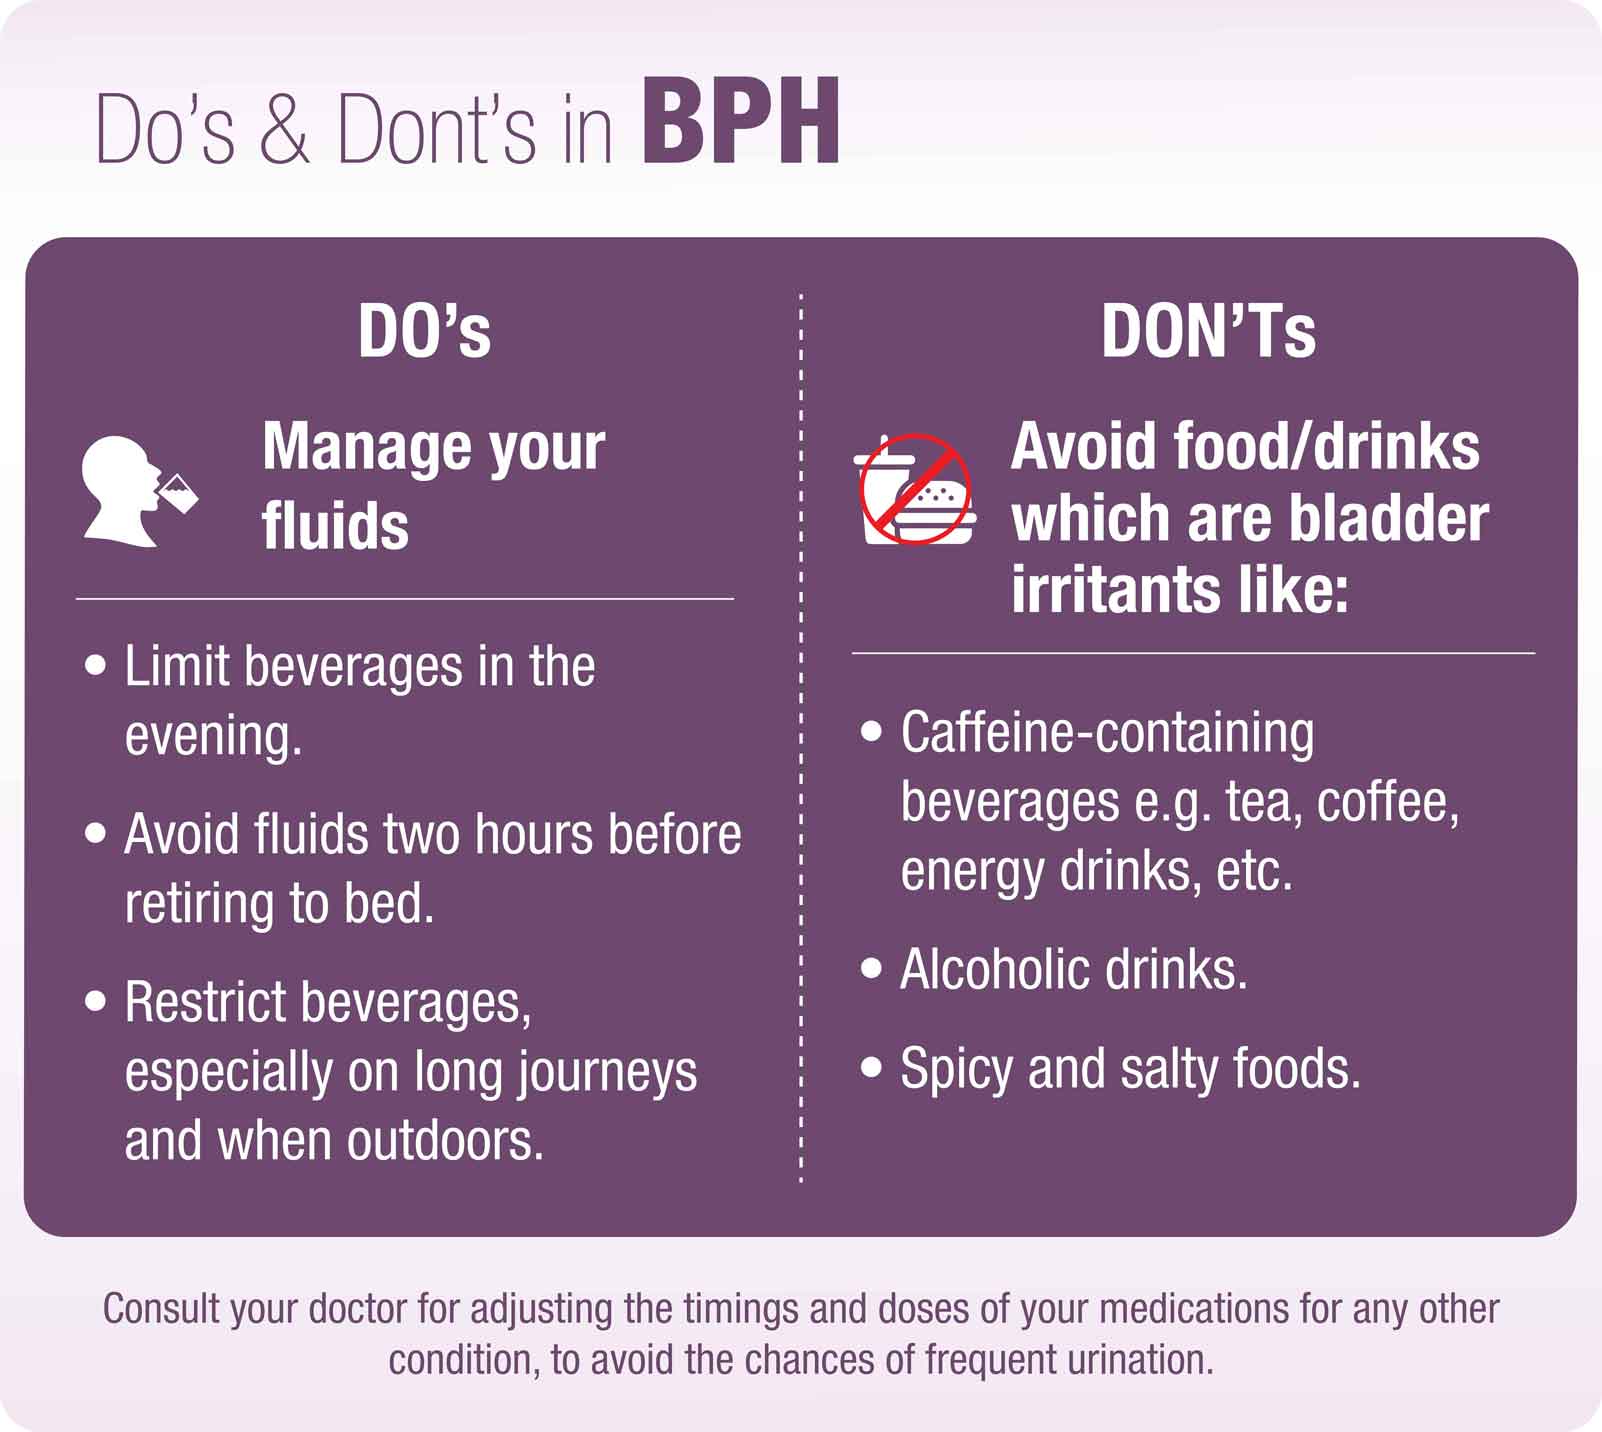 Do's & Dont's in BPH
DO's
Manage your
fluids
• Limit beverages in the
evening.
• Avoid fluids two hours before
retiring to bed.
• Restrict beverages,
especially on long journeys
and when outdoors.
DON'Ts
Avoid food/drinks
which are bladder
irritants like:
• Caffeine-containing
beverages e.g. tea, coffee,
energy drinks, etc.
• Alcoholic drinks.
• Spicy and salty foods.
Consult your doctor for adjusting the timings and doses of your medications for any other
condition, to avoid the chances of frequent urination.